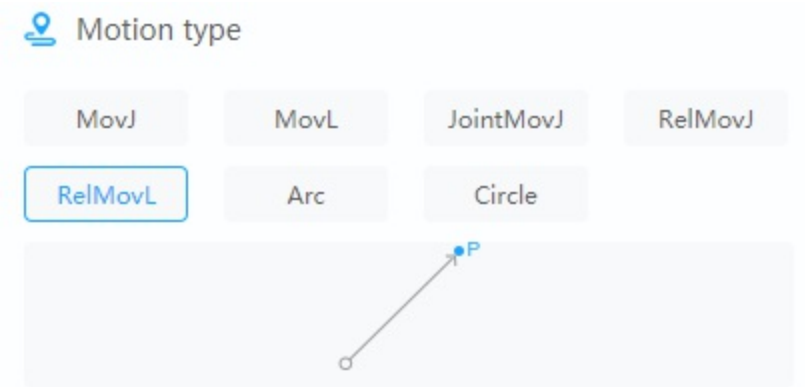 Motion type
MovJ MovL JointMovJ RelMovJ
RelMovL Arc Circle
P